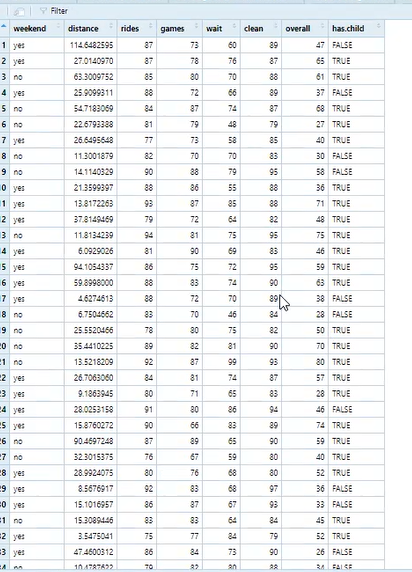 Filter
weekend distance rides games wait clean overall has.child
1 yes 114.6482595 87 73 60 89 47 FALSE
2 yes 27.0140970 87 78 76 87 65 TRUE
3 no 63.3009752 85 80 70 88 61 TRUE
4 yes 25.9099311 88 72 66 89 37 FALSE
5 no 54.7183069 84 87 74 87 68 TRUE
6 no 22.6793388 81 79 48 79 27 TRUE
7 yes 26.6495648 77 73 58 85 40 TRUE
8 no 11.3001879 82 70 70 83 30 FALSE
9 no 14.1140329 90 88 79 95 58 FALSE
10 yes 21.3599397 88 86 55 88 36 TRUE
11 yes 13.8172263 93 87 85 88 71 TRUE
12 yes 37.8149469 79 72 64 82 48 TRUE
13 no 11.8134239 94 81 75 95 75 TRUE
14 yes 6.0929026 81 90 69 83 46 TRUE
15 yes 94.1054337 86 75 72 95 59 TRUE
16 yes 59.8998000 88 83 74 90 63 TRUE
17 yes 4.6274613 88 72 70 89 38 FALSE
18 no 6.7504662 83 70 46 84 28 FALSE
19 no 25.5520466 78 80 75 82 50 TRUE
20 no 35.4410225 89 82 81 90 70 TRUE
21 no 13.5218209 92 87 99 93 80 TRUE
22 yes 26.7063060 84 81 74 87 57 TRUE
23 yes 9.1863945 80 71 65 83 28 TRUE
24 yes 28.0253158 91 80 86 94 46 FALSE
25 yes 15.8760272 90 66 83 89 74 TRUE
26 no 90.4697248 87 89 65 90 59 TRUE
27 no 32.3015375 76 67 59 80 40 TRUE
28 yes 28.9924075 80 76 68 80 52 TRUE
29 yes 8.5676917 92 83 68 97 36 FALSE
30 yes 15.1016957 86 87 67 93 33 FALSE
31 no 15.3089446 83 83 64 84 45 TRUE
32 yes 3.5475041 75 77 84 79 52 TRUE
33 yes 47.4600312 86 84 73 90 26 FALSE
34 no 10.4787622 79 82 80 88 34 FALSE